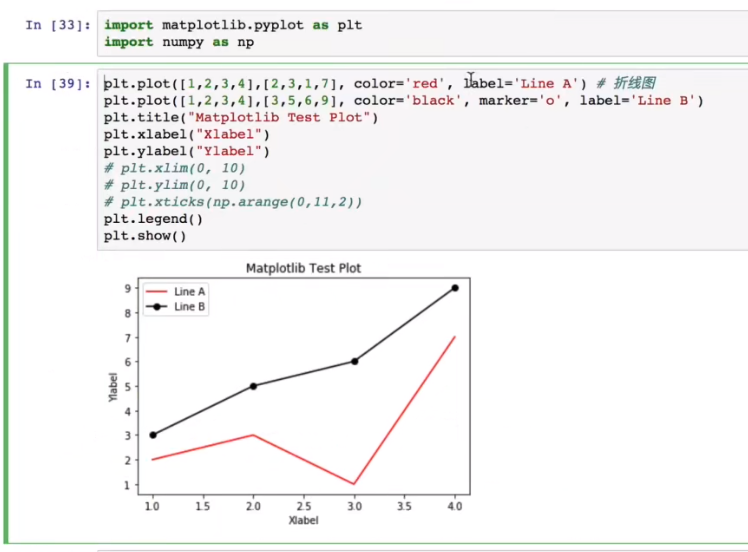 In [33]: import matplotlib.pyplot as plt
import numpy as np
In [39]: plt.plot([1,2,3,4],[2,3,1,7], color='red', label='Line A') # 折线图
plt.plot([1,2,3,4],[3,5,6,9], color='black', marker='o', label='Line B')
plt.title("Matplotlib Test Plot")
plt.xlabel("Xlabel")
plt.ylabel("Ylabel")
# plt.xlim(0, 10)
# plt.ylim(0, 10)
# plt.xticks(np.arange(0,11,2))
plt.legend()
plt.show()
Matplotlib Test Plot
Line A
Line B
9
8
7
6
5
4
3
2
1
Ylabel
1.0 1.5 2.0 2.5 3.0 3.5 4.0
Xlabel